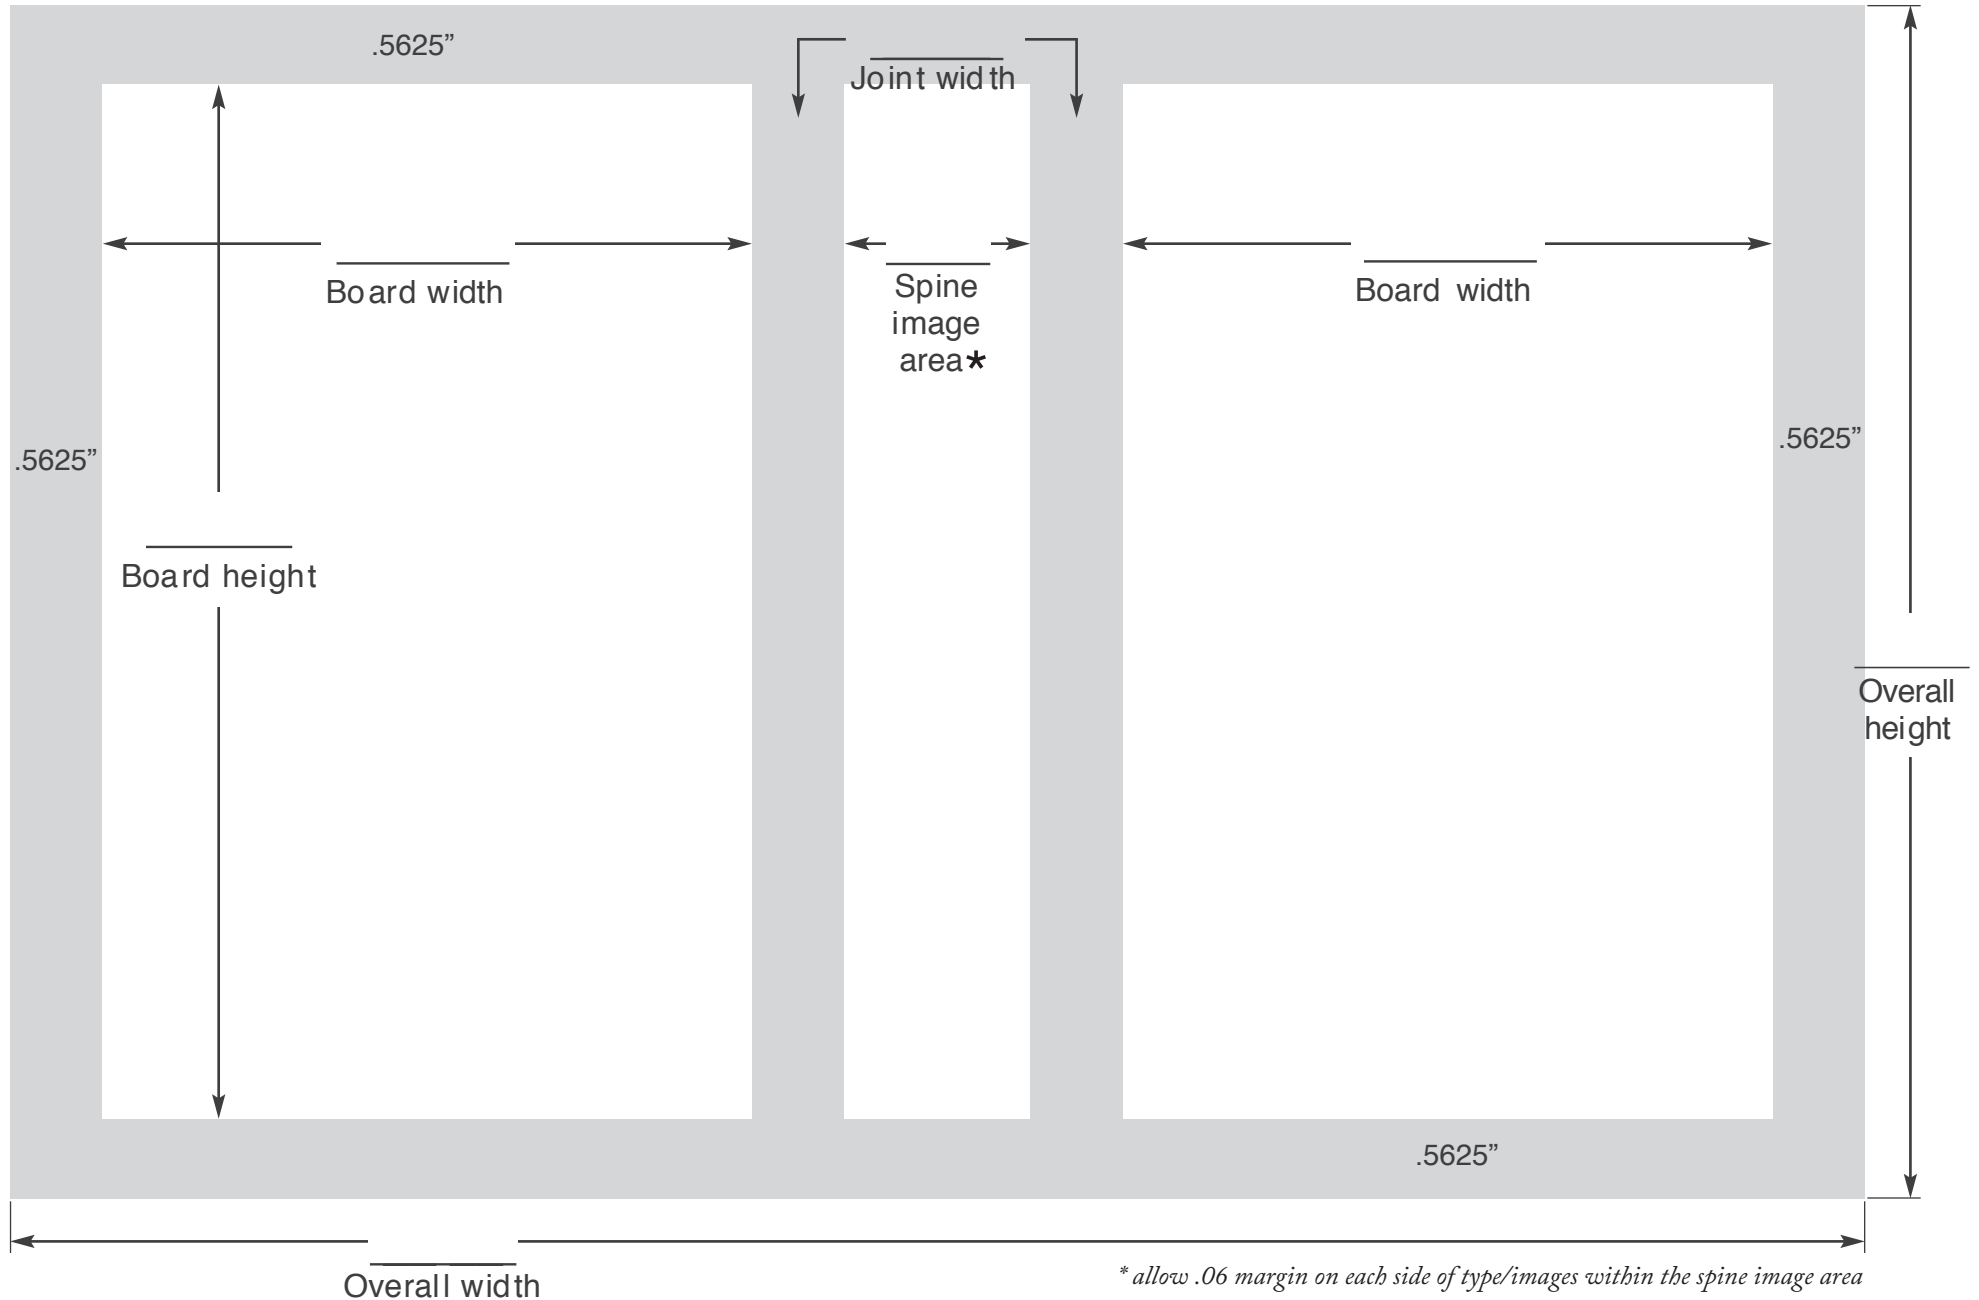 .5625”
Joint width
Board width
Spine
image
area*
Board width
.5625”
.5625”
Board height
Overall
height
.5625”
Overall width
* allow .06 margin on each side of type/images within the spine image area